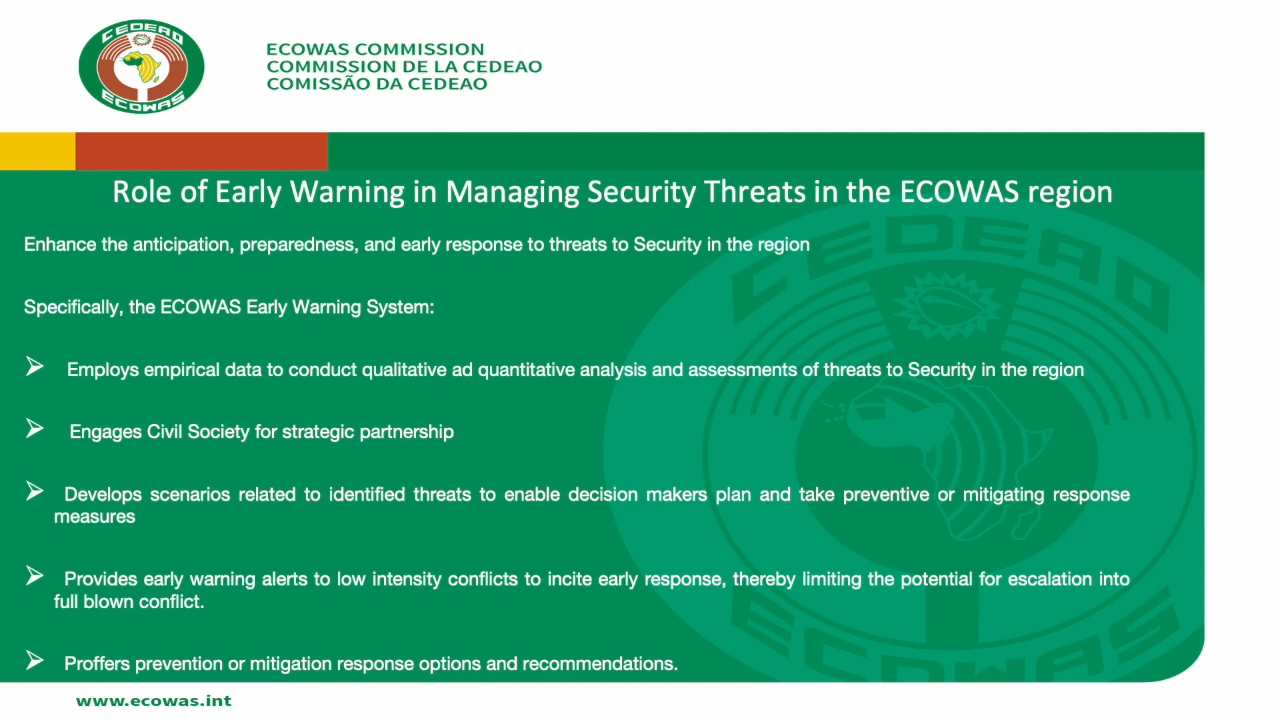 CEDEAO
ECOWAS
ECOWAS COMMISSION
COMMISSION DE LA CEDEAO
COMISSÃO DA CEDEAO
Role of Early Warning in Managing Security Threats in the ECOWAS region
Enhance the anticipation, preparedness, and early response to threats to Security in the region
Specifically, the ECOWAS Early Warning System:
Employs empirical data to conduct qualitative ad quantitative analysis and assessments of threats to Security in the region
Engages Civil Society for strategic partnership
Develops scenarios related to identified threats to enable decision makers plan and take preventive or mitigating response
measures
Provides early warning alerts to low intensity conflicts to incite early response, thereby limiting the potential for escalation into
full blown conflict.
Proffers prevention or mitigation response options and recommendations.
CEDEAO
ECOWAS
www.ecowas.int